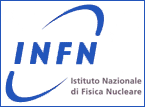 INFN
Istituto Nazionale
di Fisica Nucleare